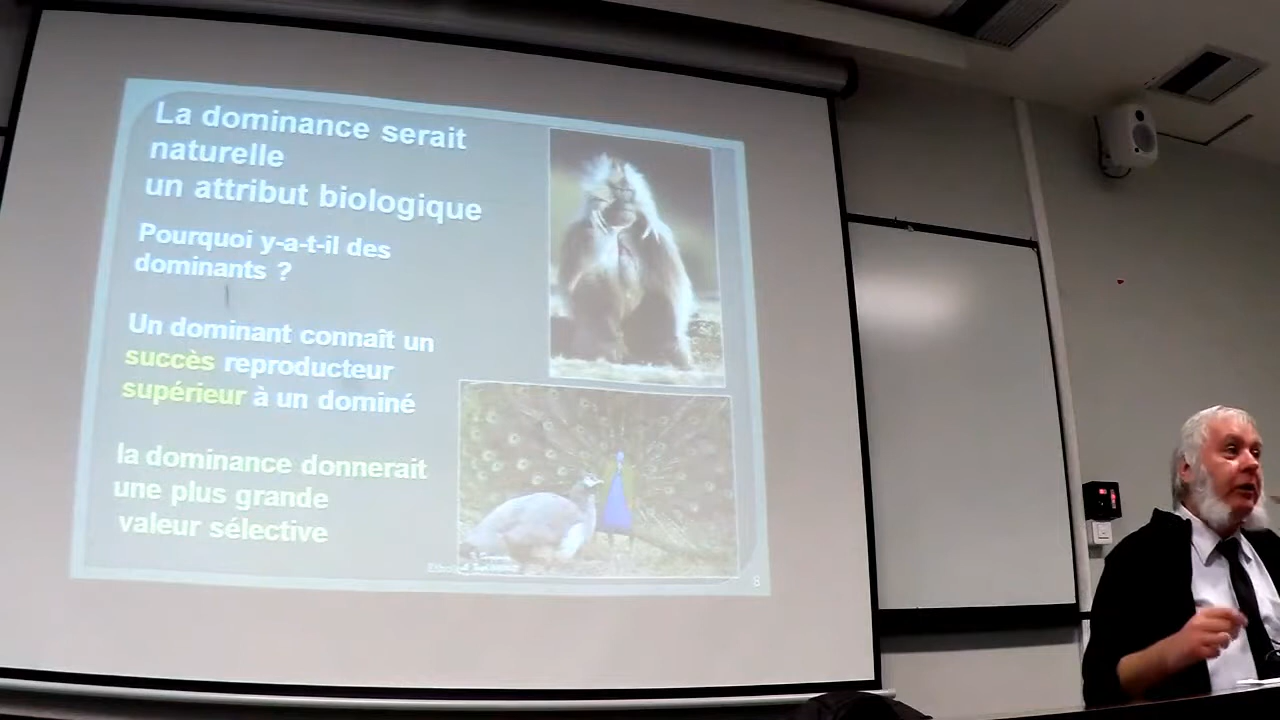 La dominance serait
naturelle
un attribut biologique
Pourquoi y-a-t-il des
dominants ?
Un dominant connaît un
succès reproducteur
supérieur à un dominé
la dominance donnerait
une plus grande
valeur sélective
8